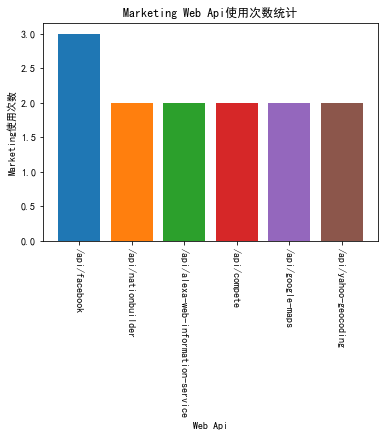 Marketing Web Api使用次数统计
Marketing使用次数
3.0
2.5
2.0
1.5
1.0
0.5
0.0
/api/facebook
/api/nationbuilder
/api/alexa-web-information-service
/api/compete
/api/google-maps
/api/yahoo-geocoding
Web Api